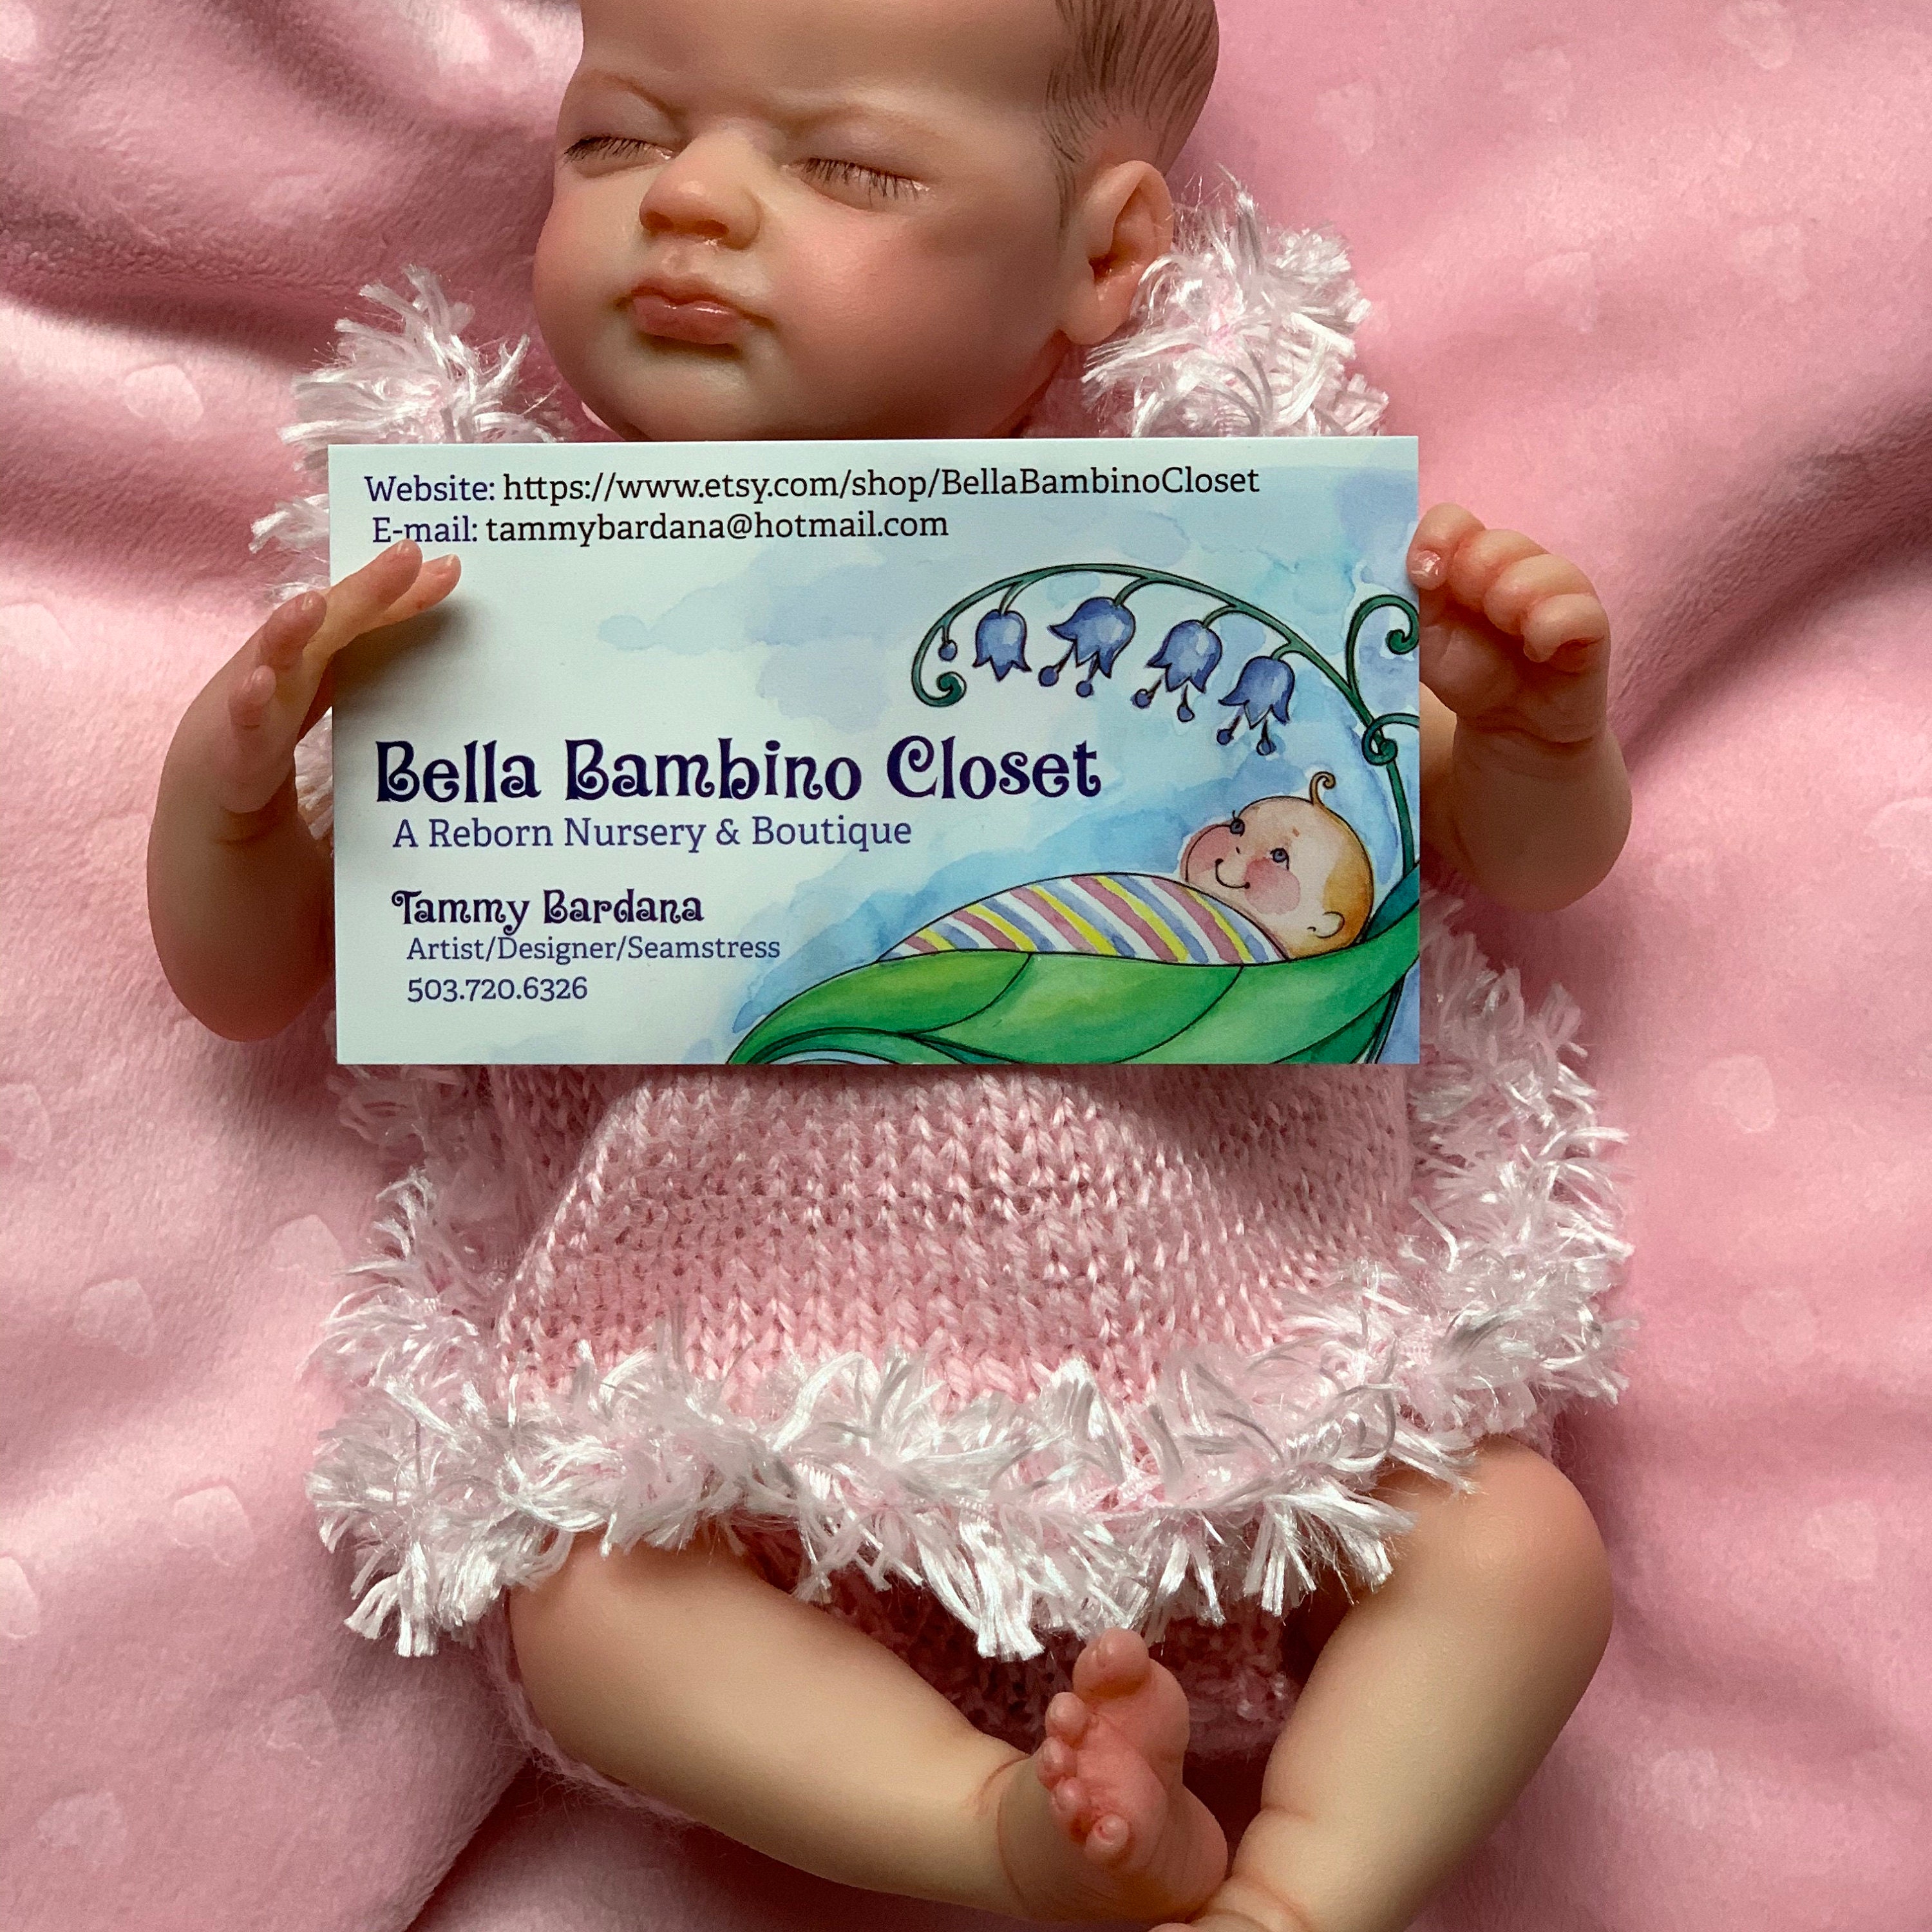 Website: https://www.etsy.com/shop/BellaBambinoCloset
E-mail: tammybardana@hotmail.com
Bella Bambino Closet
A Reborn Nursery & Boutique
Tammy Bardana
Artist/Designer/Seamstress
503.720.6326